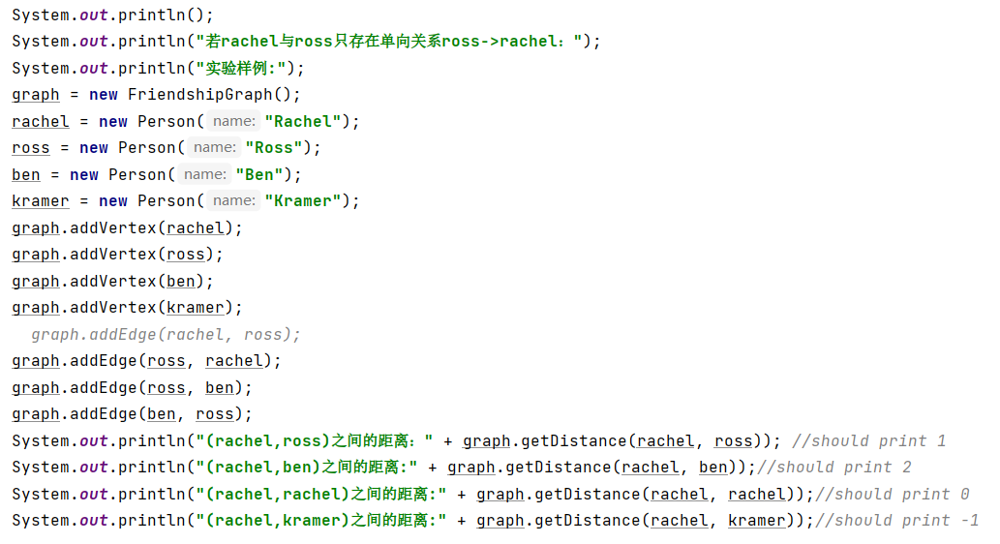 System.out.println();
System.out.println("若rachel与ross只存在单向关系ross->rachel：");
System.out.println("实验样例:");
graph = new FriendshipGraph();
rachel = new Person( name: "Rachel");
ross = new Person( name: "Ross");
ben = new Person( name: "Ben");
kramer = new Person( name: "Kramer");
graph.addVertex(rachel);
graph.addVertex(ross);
graph.addVertex(ben);
graph.addVertex(kramer);
graph.addEdge(rachel, ross);
graph.addEdge(ross, rachel);
graph.addEdge(ross, ben);
graph.addEdge(ben, ross);
System.out.println("(rachel,ross)之间的距离：" + graph.getDistance(rachel, ross)); //should print 1
System.out.println("(rachel,ben)之间的距离:" + graph.getDistance(rachel, ben));//should print 2
System.out.println("(rachel,rachel)之间的距离:" + graph.getDistance(rachel, rachel));//should print 0
System.out.println("(rachel,kramer)之间的距离:" + graph.getDistance(rachel, kramer));//should print -1